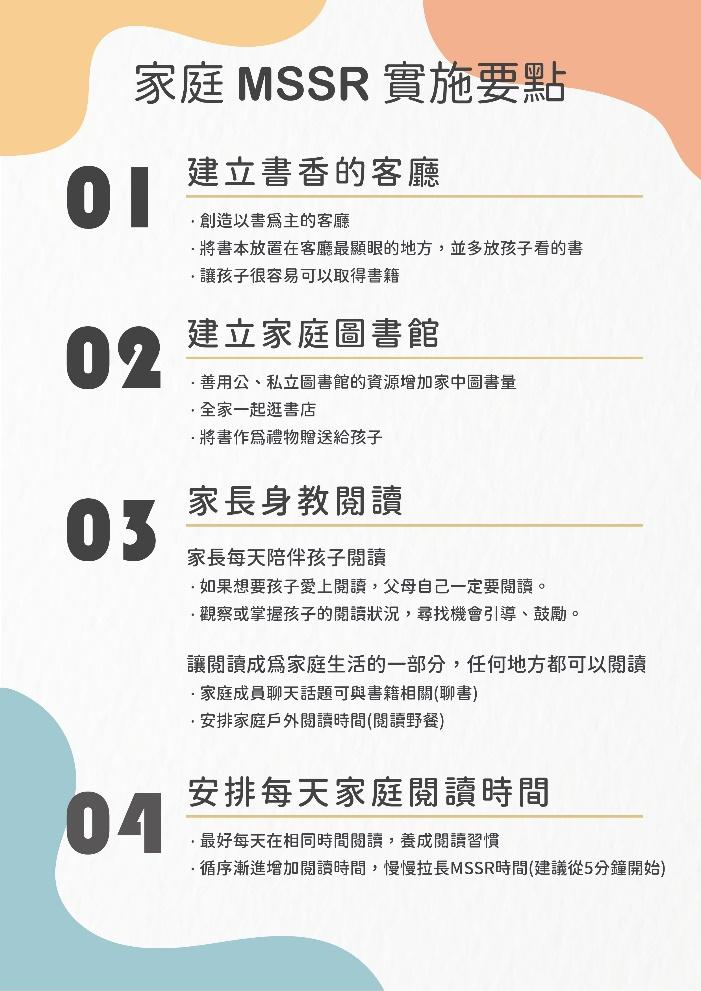 家庭 MSSR 實施要點
01
建立書香的客廳
·創造以書為主的客廳
·將書本放置在客廳最顯眼的地方，並多放孩子看的書
·讓孩子很容易可以取得書籍
02
建立家庭圖書館
·善用公、私立圖書館的資源增加家中圖書量
·全家一起逛書店
·將書作為禮物贈送給孩子
03
家長身教閱讀
家長每天陪伴孩子閱讀
·如果想要孩子愛上閱讀，父母自己一定要閱讀。
·觀察或掌握孩子的閱讀狀況，尋找機會引導、鼓勵。
讓閱讀成為家庭生活的一部分，任何地方都可以閱讀
·家庭成員聊天話題可與書籍相關(聊書)
·安排家庭戶外閱讀時間(閱讀野餐)
04
安排每天家庭閱讀時間
·最好每天在相同時間閱讀，養成閱讀習慣
·循序漸進增加閱讀時間，慢慢拉長MSSR時間(建議從5分鐘開始)